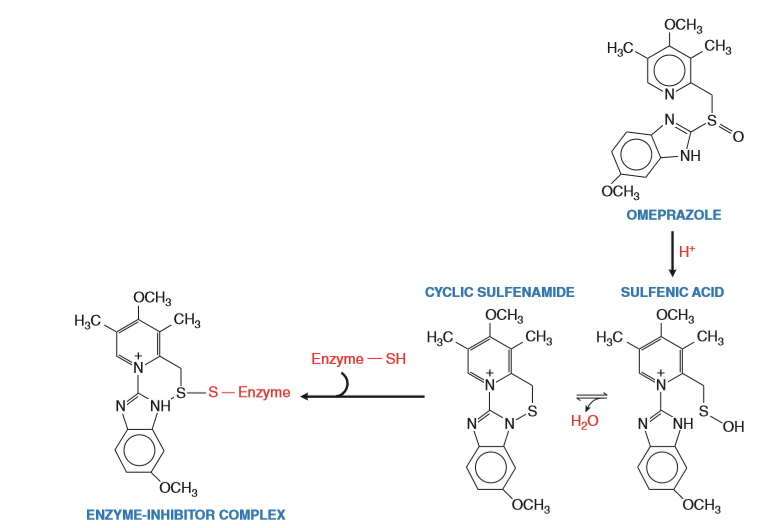 OCH₃
H₃C
CH₃
N
S
N
O
NH
OCH₃
OMEPRAZOLE
H⁺
CYCLIC SULFENAMIDE
SULFENIC ACID
OCH₃
H₃C
CH₃
+
N
S
N
N
OCH₃
H₂O
OCH₃
H₃C
CH₃
+
N
S
OH
N
NH
OCH₃
Enzyme — SH
OCH₃
H₃C
CH₃
+
N
S — S — Enzyme
N
NH
OCH₃
ENZYME-INHIBITOR COMPLEX